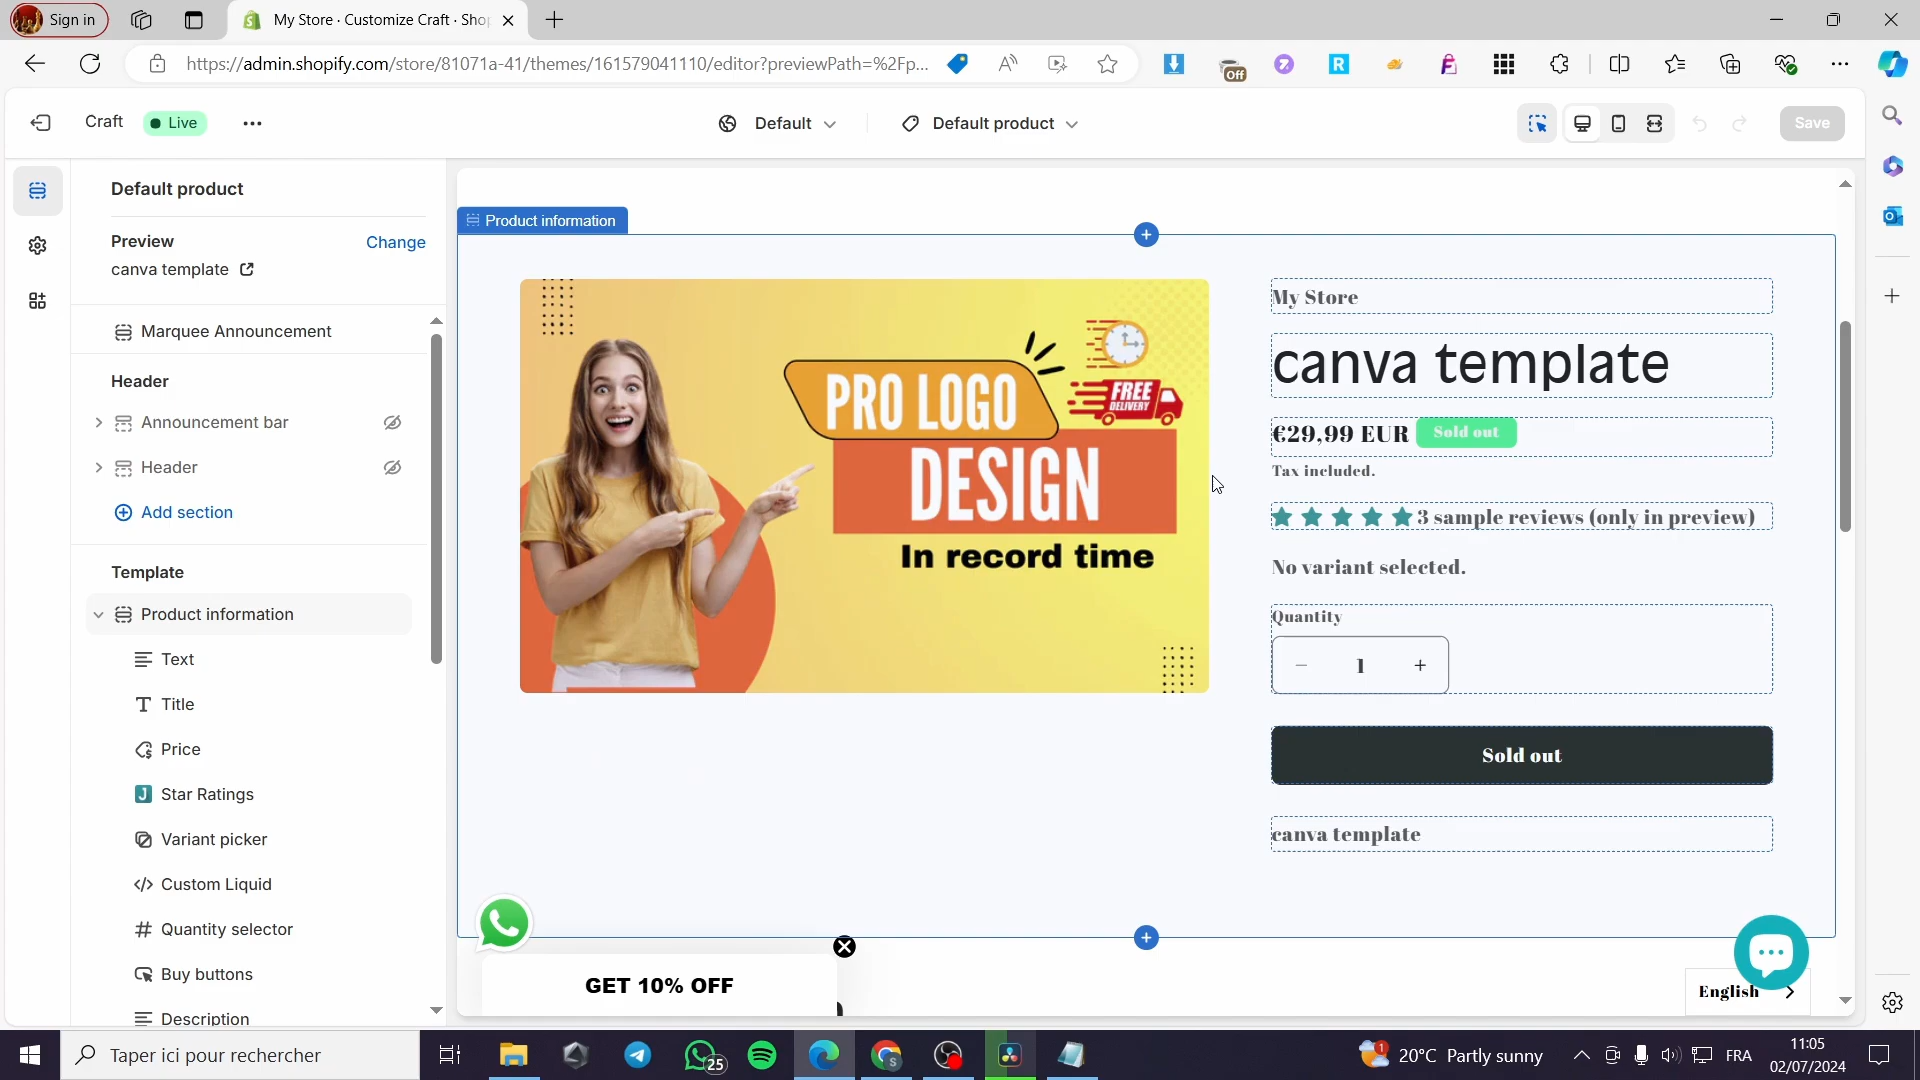 Sign in
My Store · Customize Craft · Sho
https://admin.shopify.com/store/81071a-41/themes/161579041110/editor?previewPath=%2Fp...
Off
Craft
Live
Default
Default product
Save
Default product
Preview
Change
canva template
Marquee Announcement
Header
Announcement bar
Header
Add section
Template
Product information
Text
Title
Price
Star Ratings
Variant picker
Custom Liquid
Quantity selector
Buy buttons
Description
Product information
PRO LOGO
DESIGN
In record time
FREE
DELIVERY
My Store
canva template
€29,99 EUR
Sold out
Tax included.
3 sample reviews (only in preview)
No variant selected.
Quantity
1
Sold out
canva template
GET 10% OFF
English
Taper ici pour rechercher
25
1
20°C Partly sunny
FRA
11:05
02/07/2024